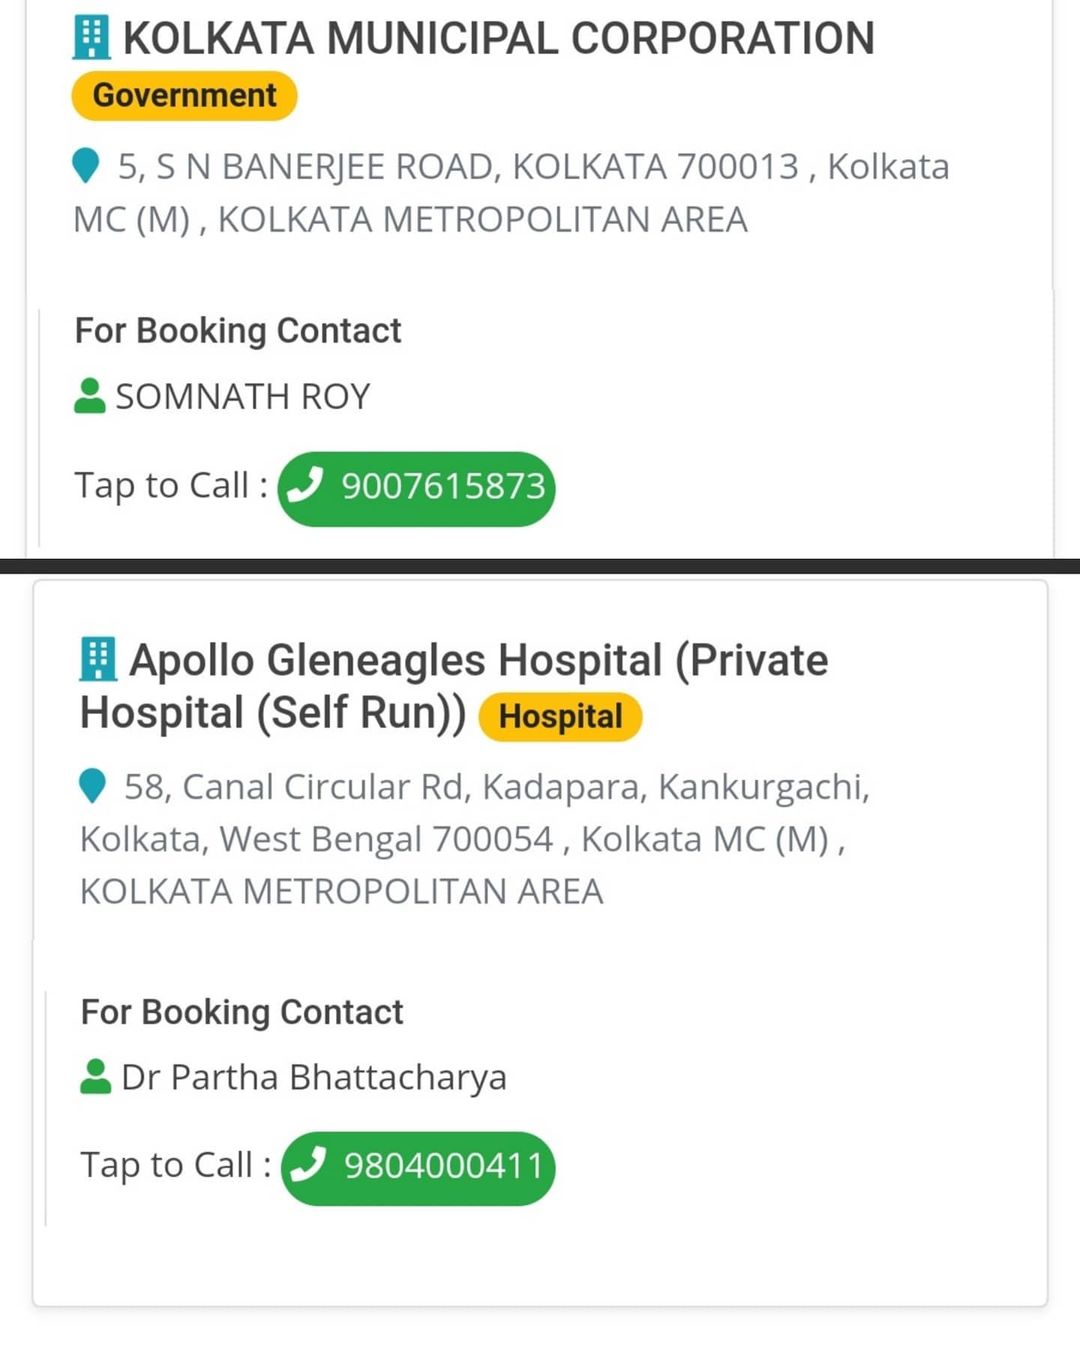 KOLKATA MUNICIPAL CORPORATION
Government
5, S N BANERJEE ROAD, KOLKATA 700013 , Kolkata
MC (M) , KOLKATA METROPOLITAN AREA
For Booking Contact
SOMNATH ROY
Tap to Call : 9007615873
Apollo Gleneagles Hospital (Private
Hospital (Self Run)) Hospital
58, Canal Circular Rd, Kadapara, Kankurgachi,
Kolkata, West Bengal 700054 , Kolkata MC (M) ,
KOLKATA METROPOLITAN AREA
For Booking Contact
Dr Partha Bhattacharya
Tap to Call : 9804000411